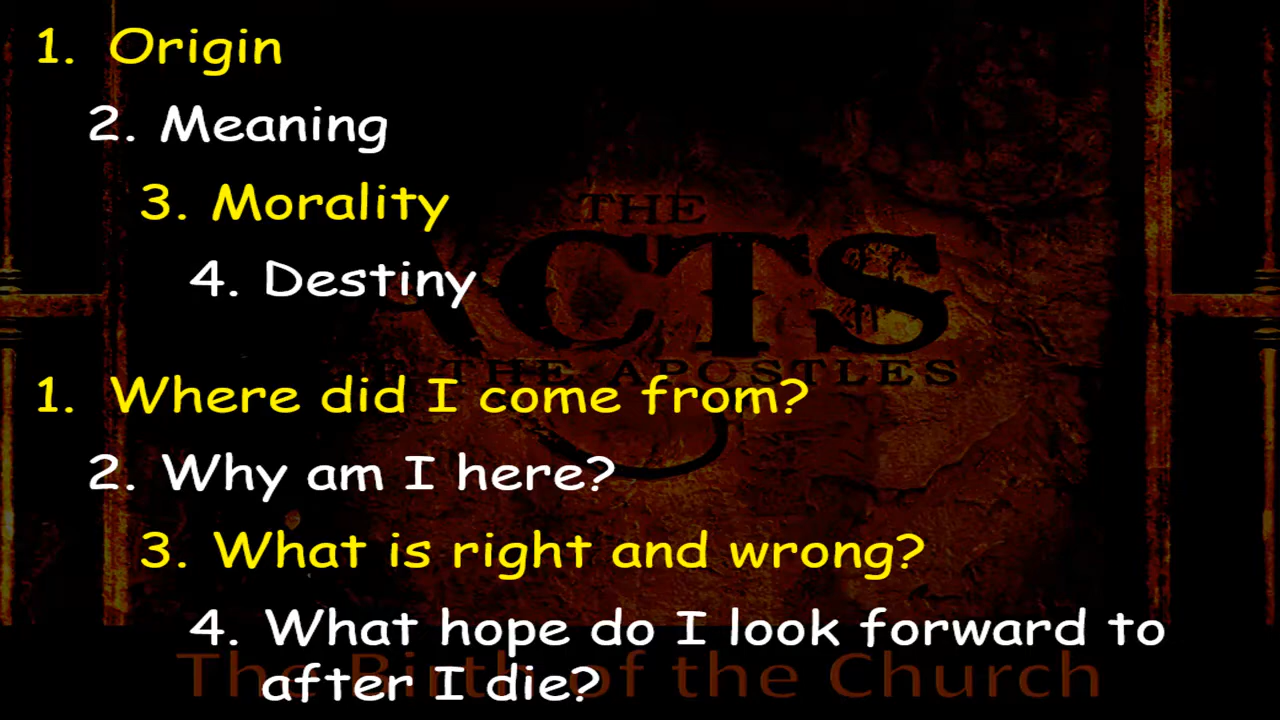 1. Origin
2. Meaning
3. Morality
4. Destiny
THE
ACTS
THE APOSTLES
1. Where did I come from?
2. Why am I here?
3. What is right and wrong?
4. What hope do I look forward to
after I die?
The Birth of the Church